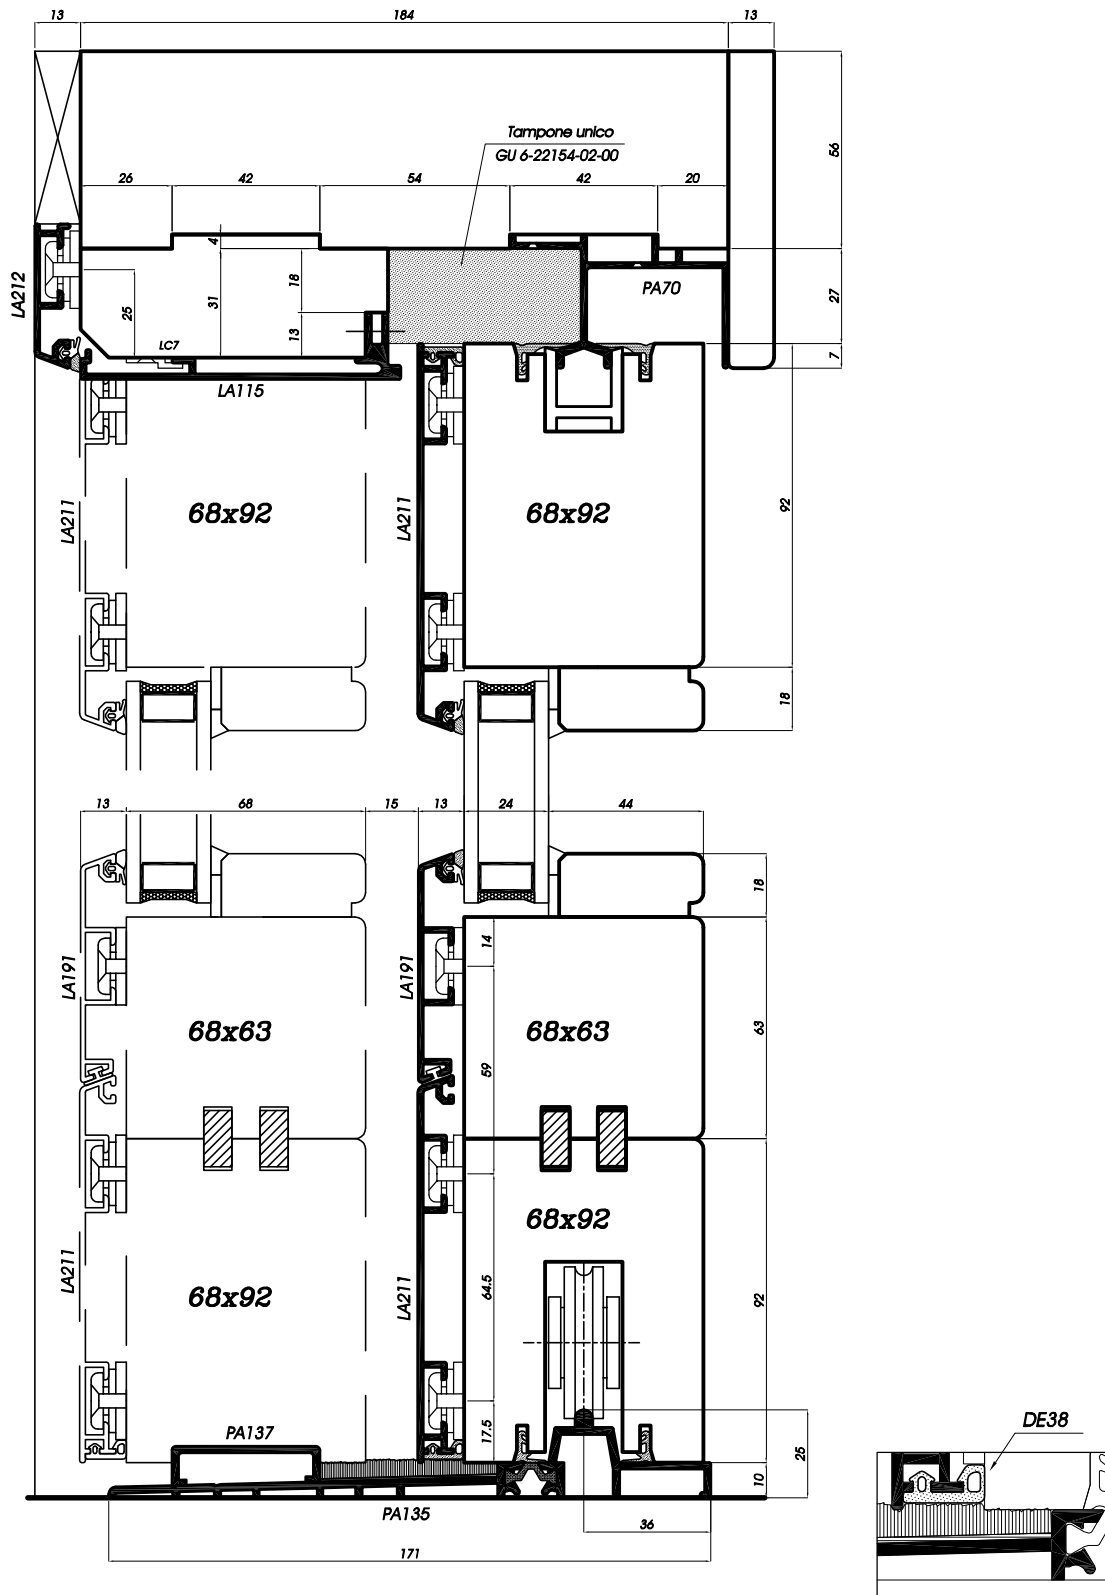 13
184
13
Tampone unico
GU 6-22154-02-00
56
26
42
54
42
20
4
LA212
25
31
18
13
PA70
27
LC7
7
LA115
LA211
68x92
LA211
68x92
92
18
13
68
15
13
24
44
18
LA191
LA191
14
68x63
68x63
63
59
68x92
LA211
68x92
LA211
64.5
92
17.5
PA137
25
10
PA135
36
171
DE38